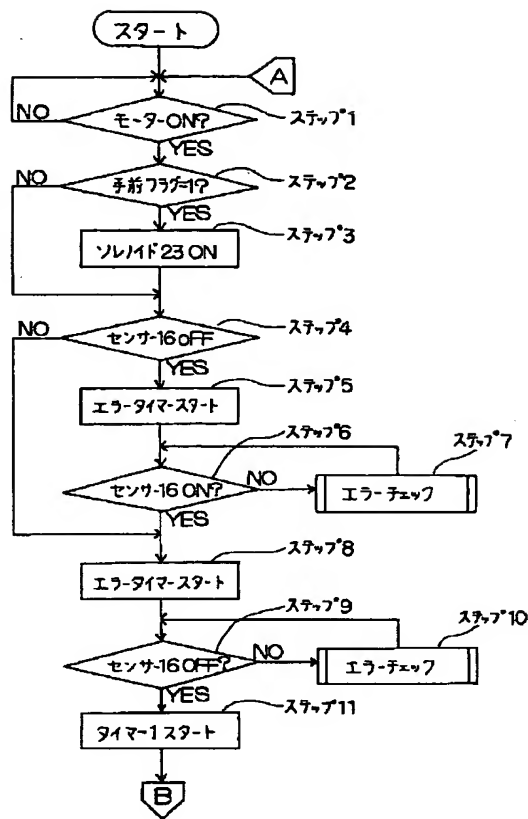 スタート
A
モーターON?
ステップ1
NO
YES
手前フラグ=1?
ステップ2
NO
YES
ソレノイド23 ON
ステップ3
センサー16 OFF
ステップ4
NO
YES
エラータイマースタート
ステップ5
センサー16 ON?
ステップ6
NO
エラーチェック
ステップ7
YES
エラータイマースタート
ステップ8
センサー16 OFF?
ステップ9
NO
エラーチェック
ステップ10
YES
タイマー1 スタート
ステップ11
B